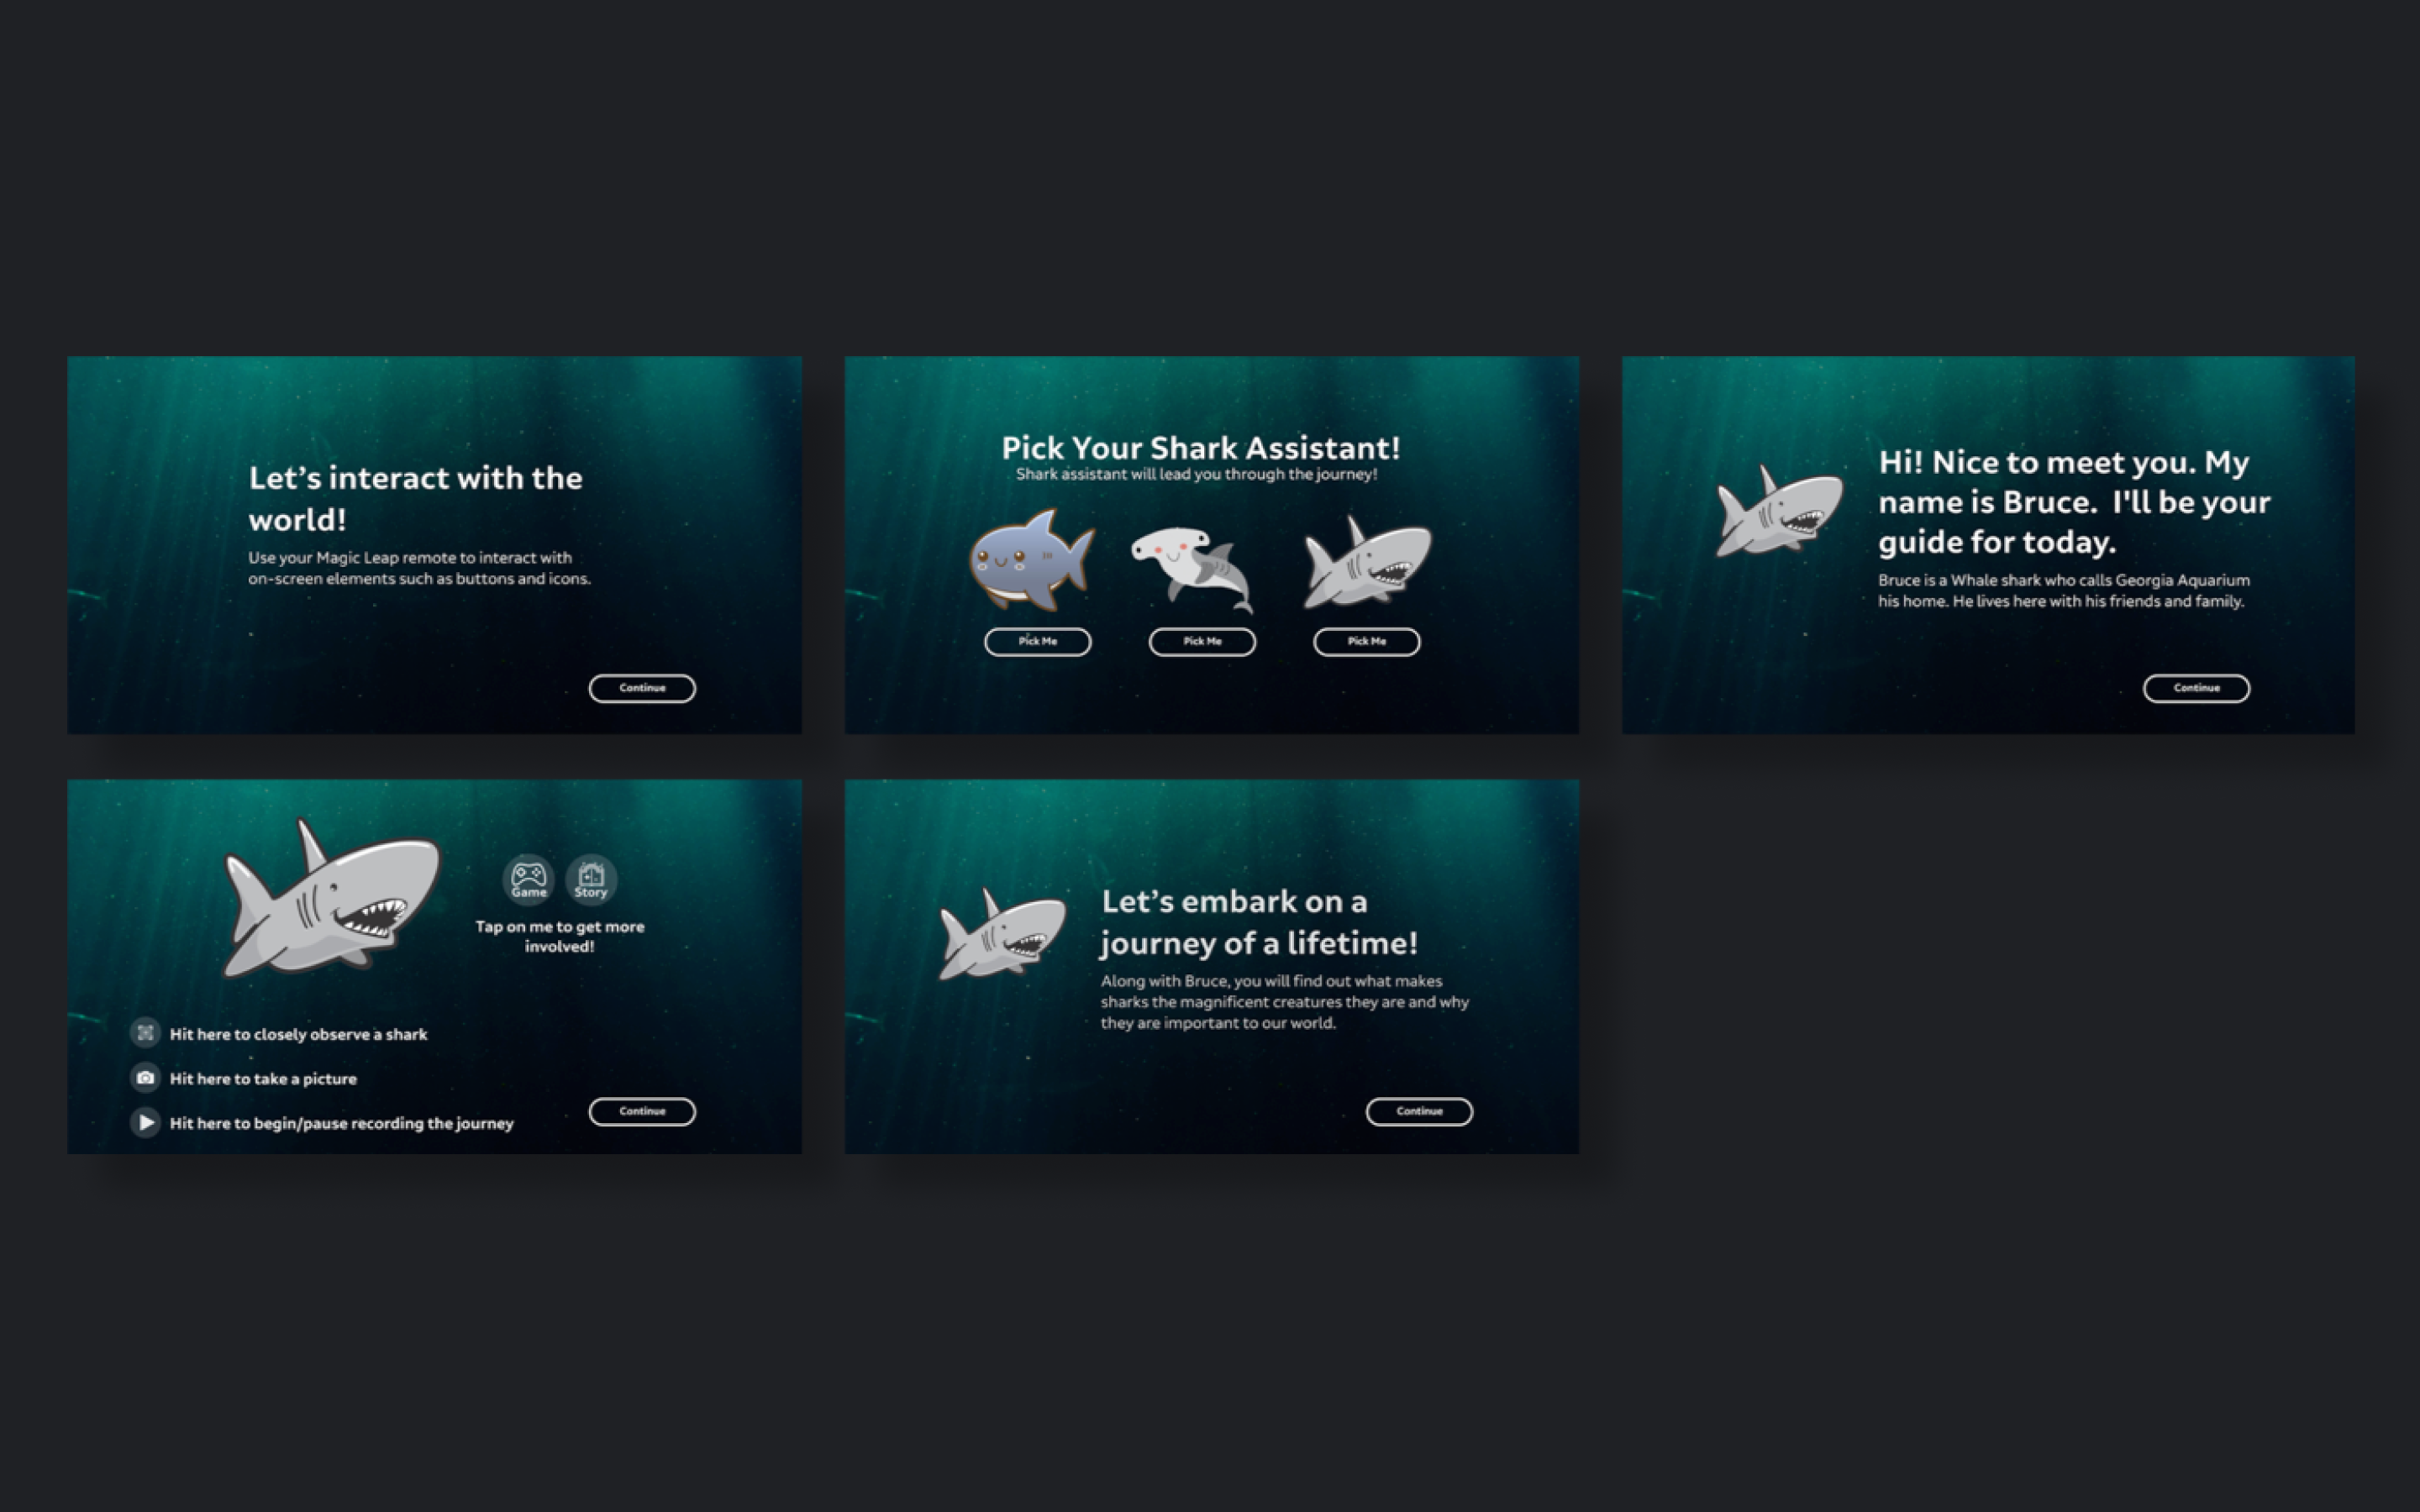 Let's interact with the
world!
Use your Magic Leap remote to interact with
on-screen elements such as buttons and icons.
Continue
Pick Your Shark Assistant!
Shark assistant will lead you through the journey!
Pick Me
Pick Me
Pick Me
Hi! Nice to meet you. My
name is Bruce.  I'll be your
guide for today.
Bruce is a Whale shark who calls Georgia Aquarium
his home. He lives here with his friends and family.
Continue
Game
Story
Tap on me to get more
involved!
Hit here to closely observe a shark
Hit here to take a picture
Hit here to begin/pause recording the journey
Continue
Let's embark on a
journey of a lifetime!
Along with Bruce, you will find out what makes
sharks the magnificent creatures they are and why
they are important to our world.
Continue